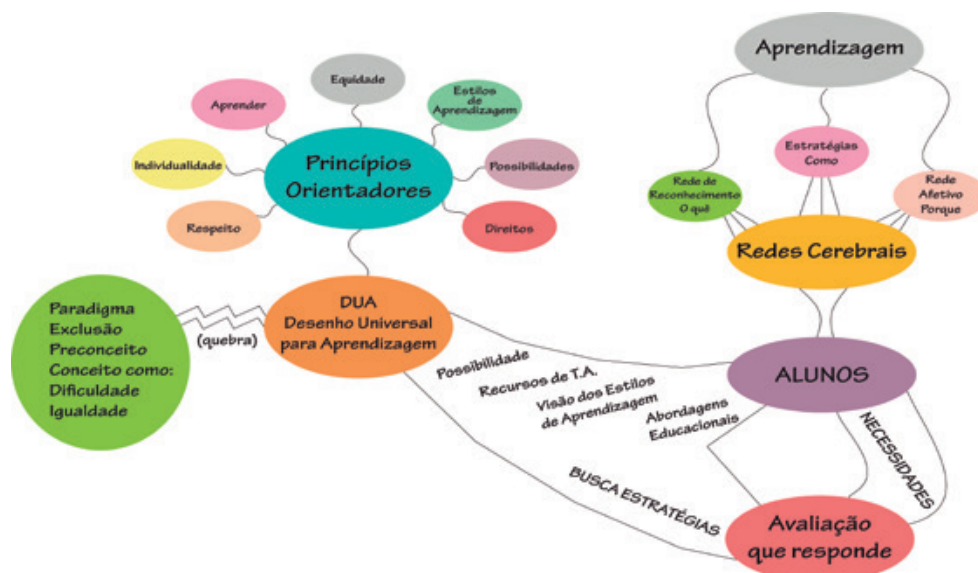 Aprendizagem
Equidade
Aprender
Estilos
de
Aprendizagem
Individualidade
Princípios
Orientadores
Possibilidades
Respeito
Direitos
Estratégias
Como
Rede de
Reconhecimento
O quê
Rede
Afetivo
Porque
Redes Cerebrais
Paradigma
Exclusão
Preconceito
Conceito como:
Dificuldade
Igualdade
(quebra)
DUA
Desenho Universal
para Aprendizagem
Possibilidade
Recursos de T.A.
Visão dos Estilos
de Aprendizagem
Abordagens
Educacionais
ALUNOS
NECESSIDADES
BUSCA ESTRATÉGIAS
Avaliação
que responde